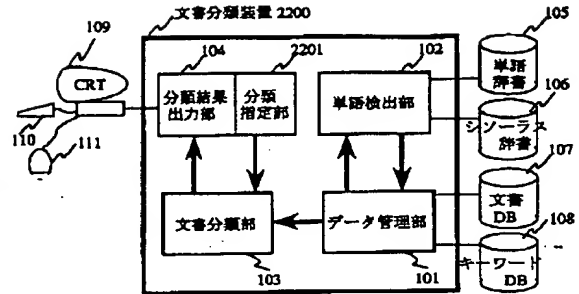 文書分類装置 2200
109
104
2201
102
105
CRT
分類結果
出力部
分類
指定部
単語検出部
単語
辞書
106
シソーラス
辞書
110
111
107
文書
DB
文書分類部
データ管理部
108
キーワード
DB
103
101